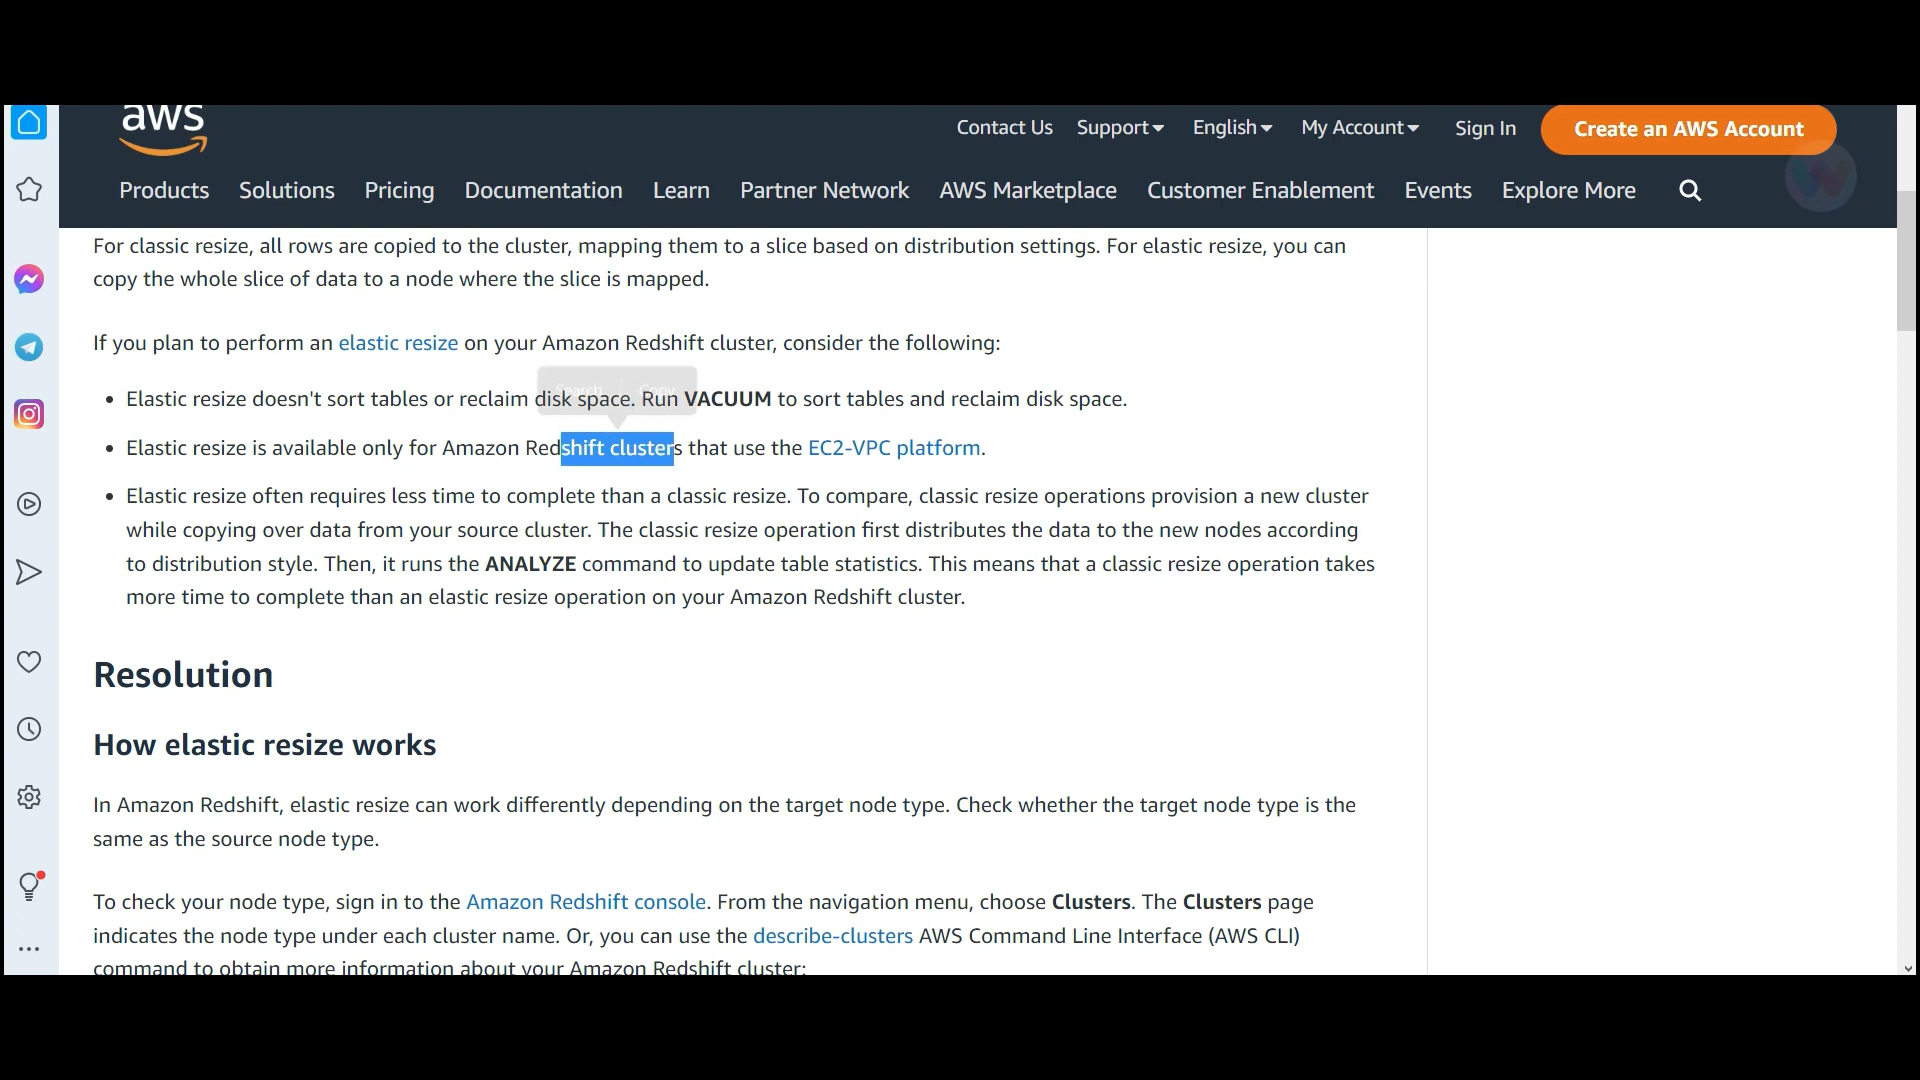 aws
Contact Us Support English My Account Sign In Create an AWS Account
Products Solutions Pricing Documentation Learn Partner Network AWS Marketplace Customer Enablement Events Explore More
For classic resize, all rows are copied to the cluster, mapping them to a slice based on distribution settings. For elastic resize, you can
copy the whole slice of data to a node where the slice is mapped.
If you plan to perform an elastic resize on your Amazon Redshift cluster, consider the following:
Search Copy
• Elastic resize doesn't sort tables or reclaim disk space. Run VACUUM to sort tables and reclaim disk space.
• Elastic resize is available only for Amazon Redshift clusters that use the EC2-VPC platform.
• Elastic resize often requires less time to complete than a classic resize. To compare, classic resize operations provision a new cluster
while copying over data from your source cluster. The classic resize operation first distributes the data to the new nodes according
to distribution style. Then, it runs the ANALYZE command to update table statistics. This means that a classic resize operation takes
more time to complete than an elastic resize operation on your Amazon Redshift cluster.
Resolution
How elastic resize works
In Amazon Redshift, elastic resize can work differently depending on the target node type. Check whether the target node type is the
same as the source node type.
To check your node type, sign in to the Amazon Redshift console. From the navigation menu, choose Clusters. The Clusters page
indicates the node type under each cluster name. Or, you can use the describe-clusters AWS Command Line Interface (AWS CLI)
command to obtain more information about your Amazon Redshift cluster: